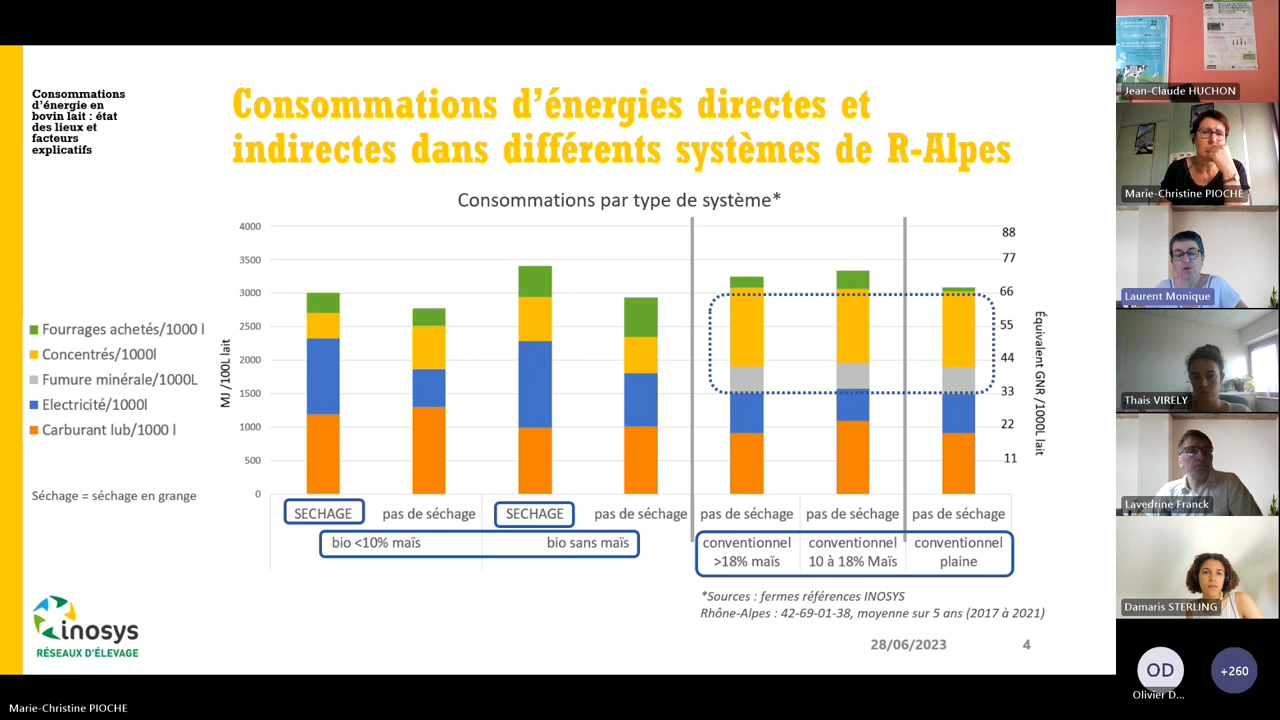 Consommations
d'énergie en
bovin lait : état
des lieux et
facteurs
explicatifs
Consommations d'énergies directes et
indirectes dans différents systèmes de R-Alpes
Consommations par type de système*
4000
3500
3000
2500
2000
1500
1000
500
0
MJ /100L lait
88
77
66
55
44
33
22
11
Équivalent GNR /1000L lait
Fourrages achetés/1000 l
Concentrés/1000l
Fumure minérale/1000L
Electricité/1000l
Carburant lub/1000 l
Séchage = séchage en grange
SECHAGE
pas de séchage
SECHAGE
pas de séchage
pas de séchage
pas de séchage
pas de séchage
bio <10% maïs
bio sans maïs
conventionnel
>18% maïs
conventionnel
10 à 18% Maïs
conventionnel
plaine
*Sources : fermes références INOSYS
Rhône-Alpes : 42-69-01-38, moyenne sur 5 ans (2017 à 2021)
inosys
RÉSEAUX D'ÉLEVAGE
28/06/2023
4
Marie-Christine PIOCHE
Jean-Claude HUCHON
Marie-Christine PIOCHE
Laurent Monique
Thais VIRELY
Lavedrine Franck
Damaris STERLING
OD
Olivier D...
+260